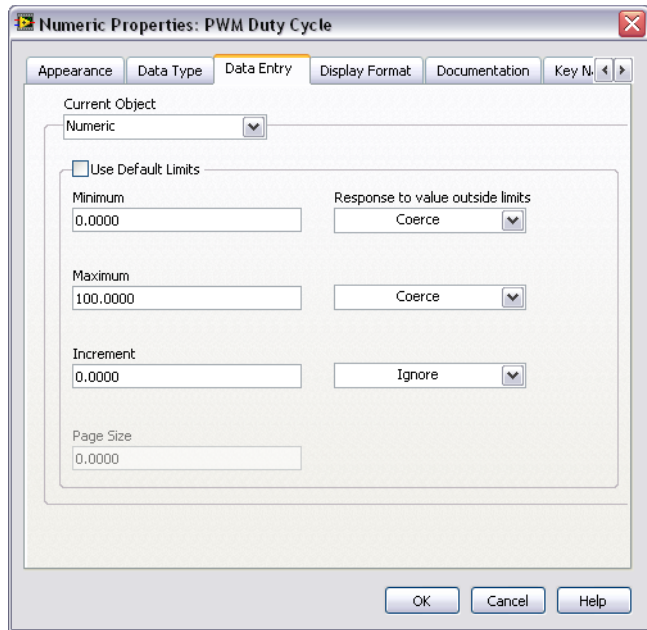 Numeric Properties: PWM Duty Cycle
Appearance Data Type Data Entry Display Format Documentation Key N
Current Object
Numeric
Use Default Limits
Minimum Response to value outside limits
0.0000 Coerce
Maximum
100.0000 Coerce
Increment
0.0000 Ignore
Page Size
0.0000
OK Cancel Help